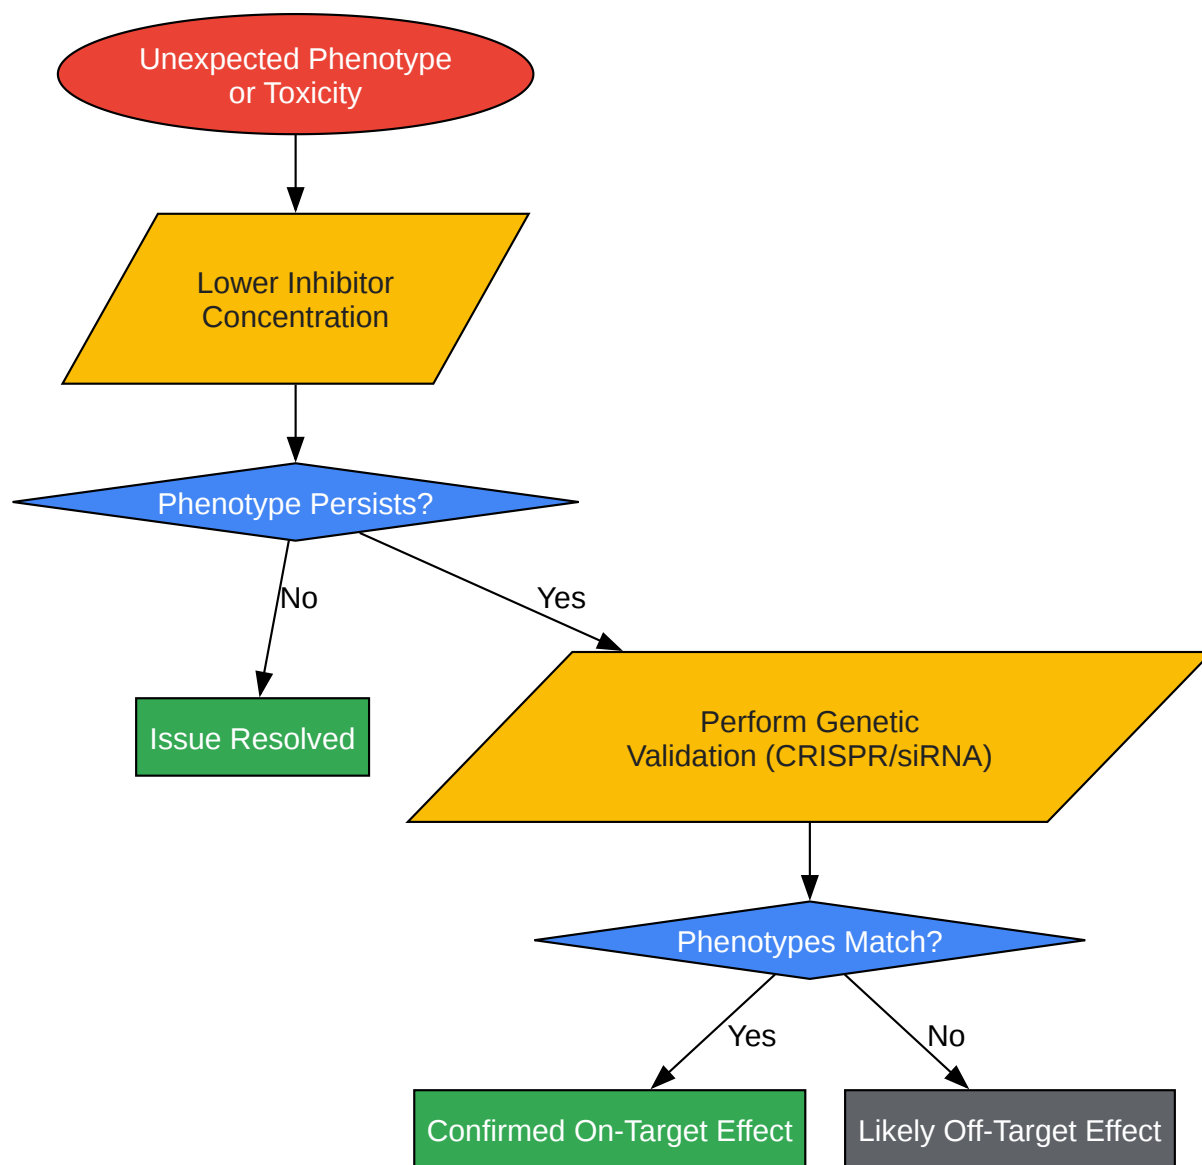 Unexpected Phenotype
or Toxicity
Lower Inhibitor
Concentration
Phenotype Persists?
No
Yes
Issue Resolved
Perform Genetic
Validation (CRISPR/siRNA)
Phenotypes Match?
Yes
No
Confirmed On-Target Effect
Likely Off-Target Effect